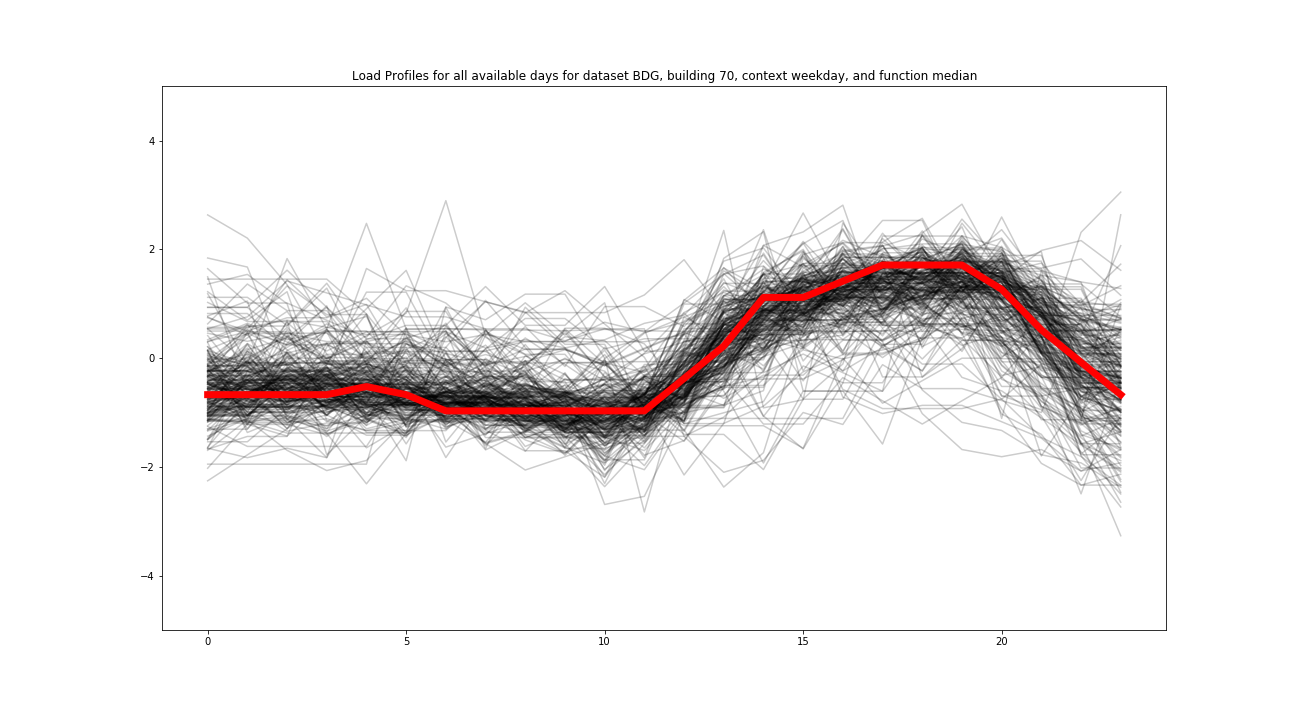 Load Profiles for all available days for dataset BDG, building 70, context weekday, and function median
4
2
0
−2
−4
0 5 10 15 20